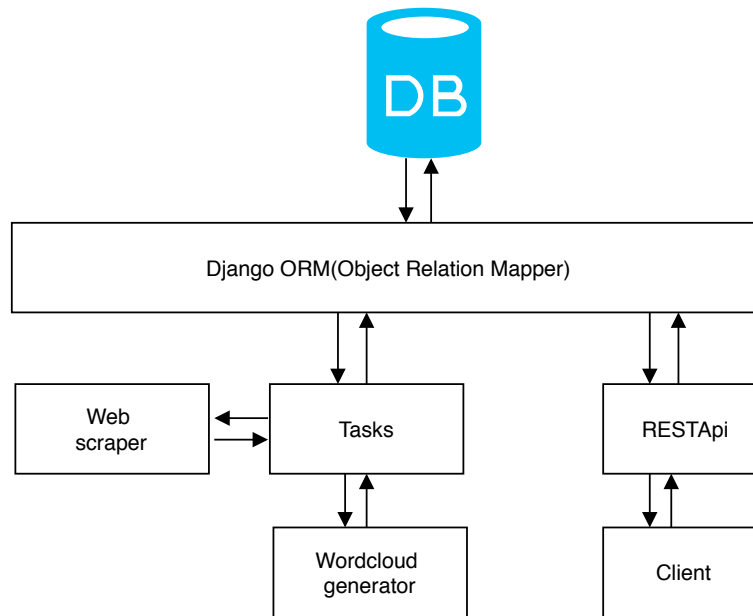 DB
Django ORM(Object Relation Mapper)
Web
scraper
Tasks
RESTApi
Wordcloud
generator
Client